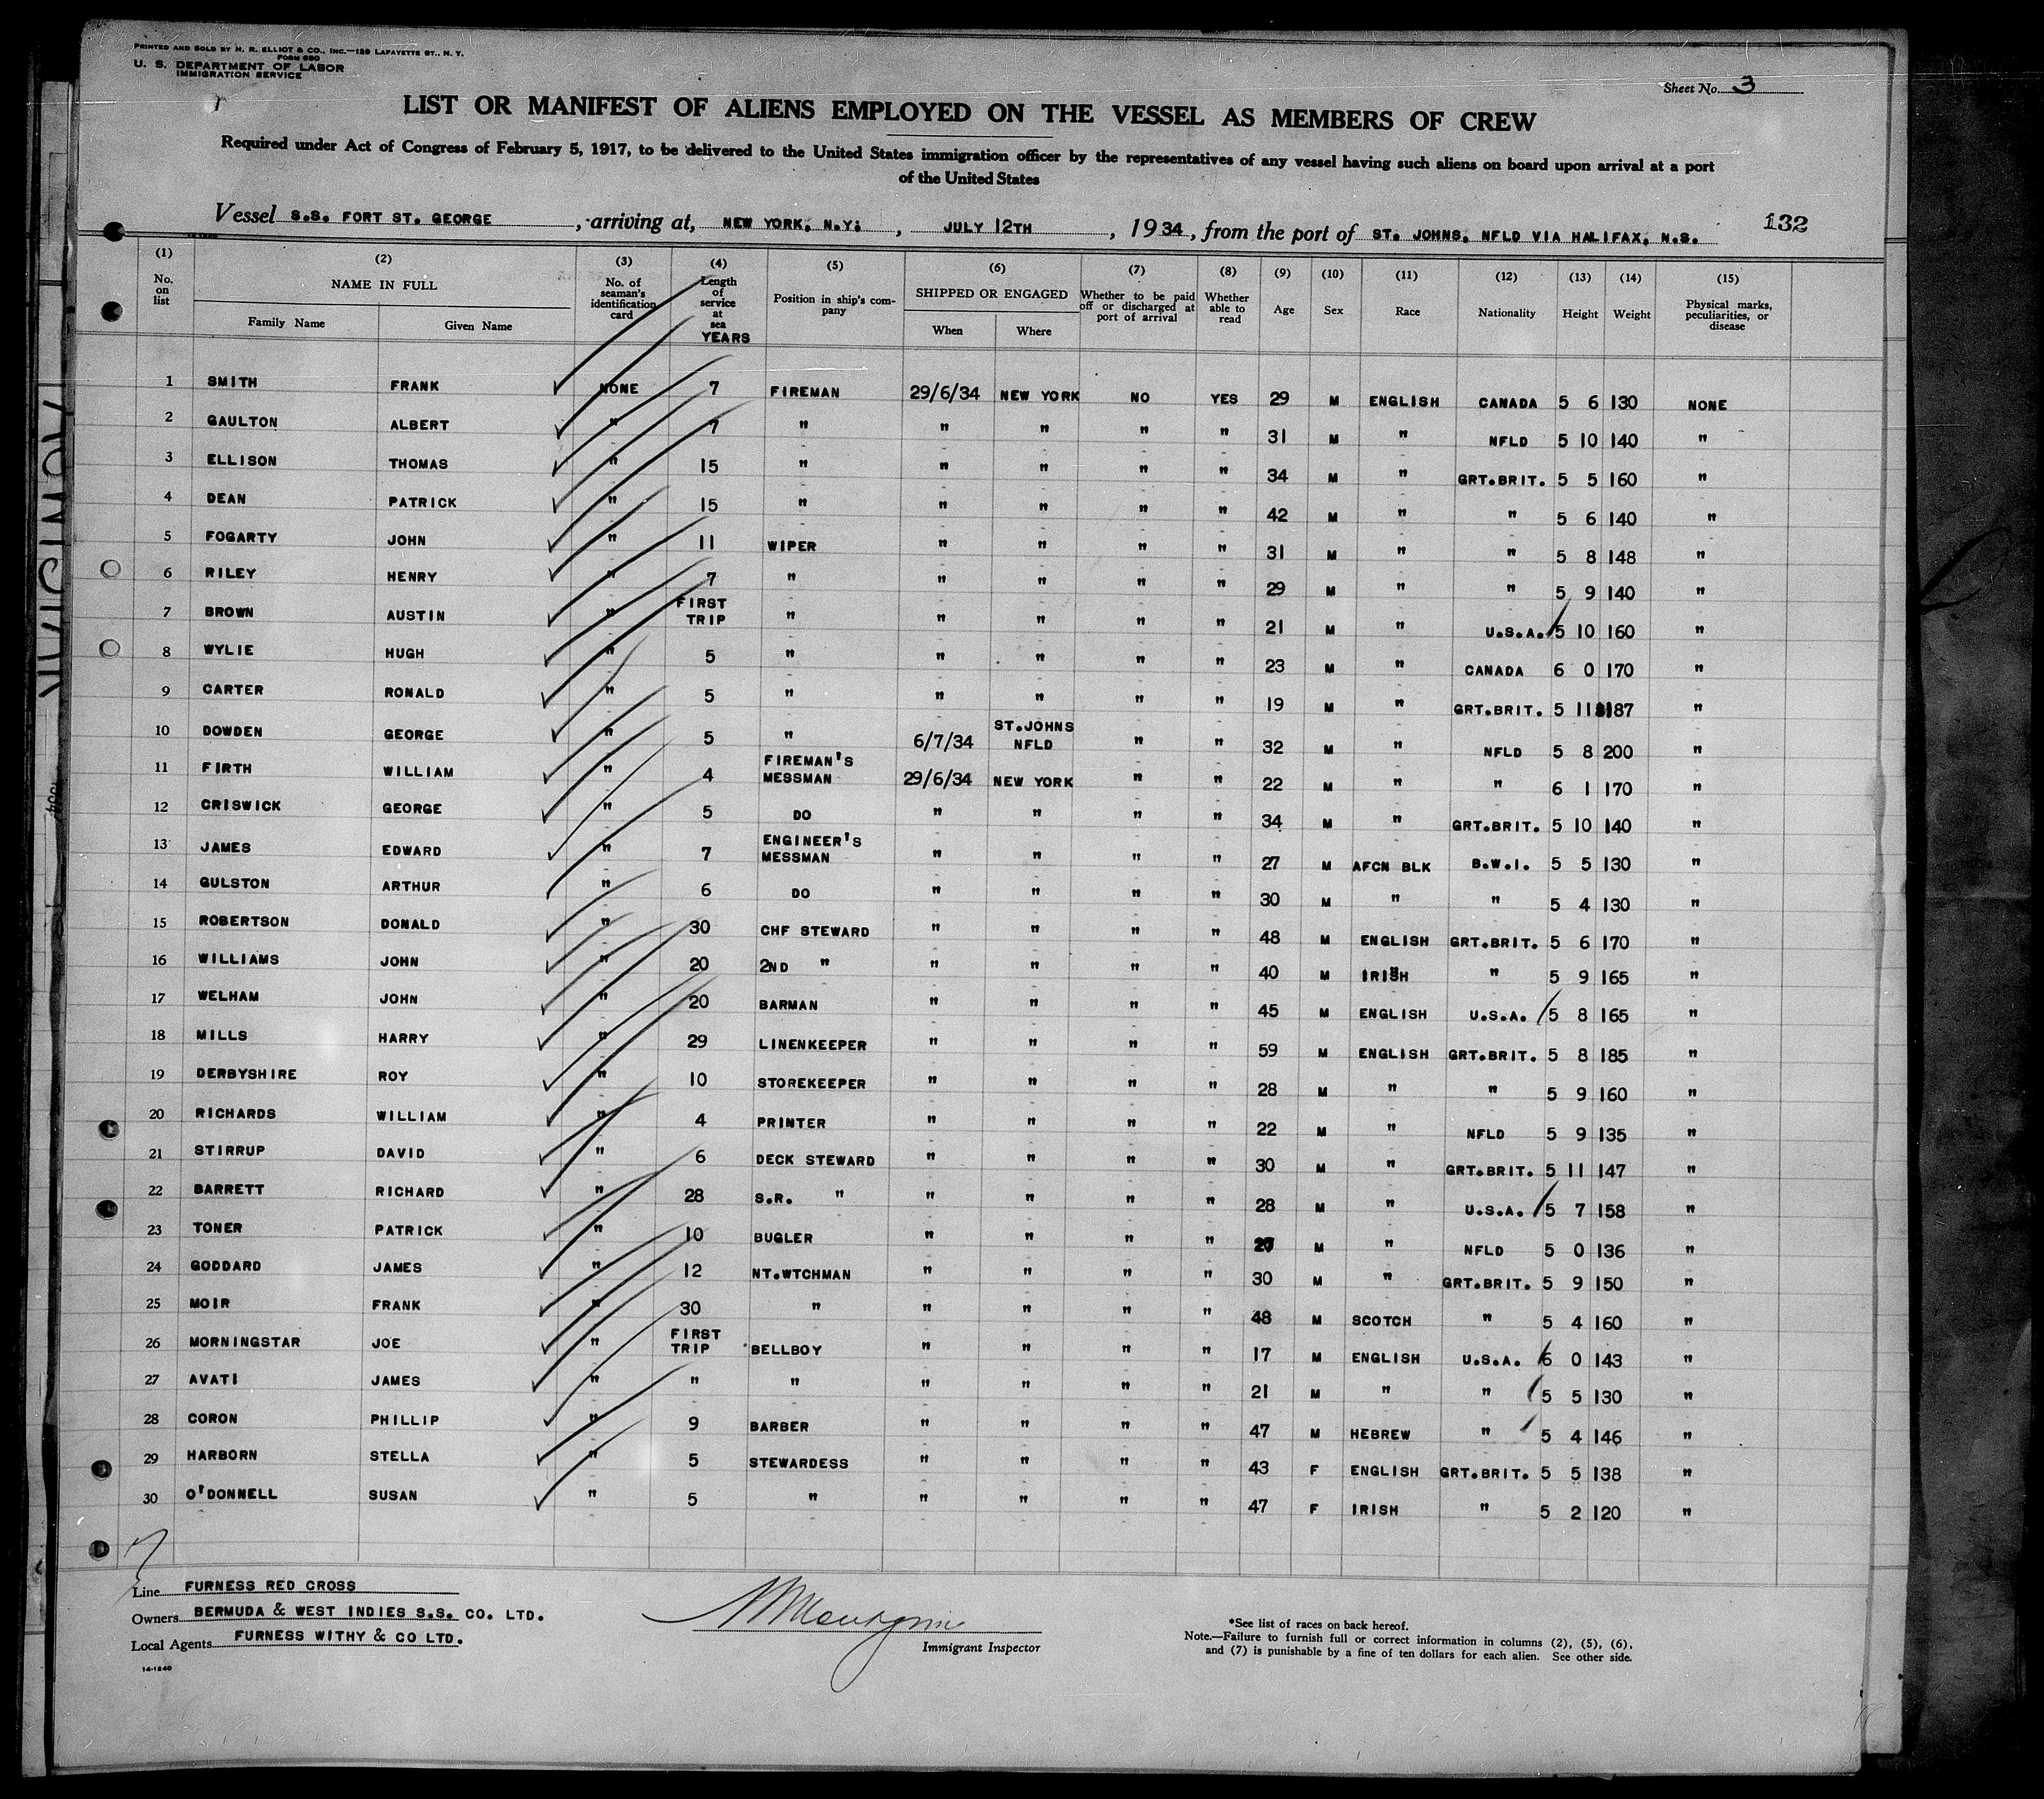 PRINTED AND SOLD BY H. R. ELLIOT & CO., INC.—129 LAFAYETTE ST., N. Y.
FORM 680
U. S. DEPARTMENT OF LABOR
IMMIGRATION SERVICE
Sheet No. 3
LIST OR MANIFEST OF ALIENS EMPLOYED ON THE VESSEL AS MEMBERS OF CREW
Required under Act of Congress of February 5, 1917, to be delivered to the United States immigration officer by the representatives of any vessel having such aliens on board upon arrival at a port
of the United States
Vessel S.S. FORT ST. GEORGE, arriving at, NEW YORK, N.Y., JULY 12TH, 1934, from the port of ST. JOHNS, NFLD VIA HALIFAX, N.S. 132
(1) (2) (3) (4) (5) (6) (7) (8) (9) (10) (11) (12) (13) (14) (15)
No. on list NAME IN FULL Family Name Given Name No. of seaman's identification card Length of service at sea YEARS Position in ship's company SHIPPED OR ENGAGED When Where Whether to be paid off or discharged at port of arrival Whether able to read Age Sex Race Nationality Height Weight Physical marks, peculiarities, or disease
1 SMITH FRANK NONE 7 FIREMAN 29/6/34 NEW YORK NO YES 29 M ENGLISH CANADA 5 6 130 NONE
2 GAULTON ALBERT " 7 " " " " " 31 M " NFLD 5 10 140 "
3 ELLISON THOMAS " 15 " " " " " 34 M " GRT.BRIT. 5 5 160 "
4 DEAN PATRICK " 15 " " " " " 42 M " " 5 6 140 "
5 FOGARTY JOHN " 11 WIPER " " " " 31 M " " 5 8 148 "
6 RILEY HENRY " 7 " " " " " 29 M " " 5 9 140 "
7 BROWN AUSTIN " FIRST TRIP " " " " " 21 M " U.S.A. 5 10 160 "
8 WYLIE HUGH " 5 " " " " " 23 M " CANADA 6 0 170 "
9 CARTER RONALD " 5 " " " " " 19 M " GRT.BRIT. 5 11 187 "
10 DOWDEN GEORGE " 5 " 6/7/34 ST.JOHNS NFLD " " 32 M " NFLD 5 8 200 "
11 FIRTH WILLIAM " 4 FIREMAN'S MESSMAN 29/6/34 NEW YORK " " 22 M " " 6 1 170 "
12 CRISWICK GEORGE " 5 DO " " " " 34 M " GRT.BRIT. 5 10 140 "
13 JAMES EDWARD " 7 ENGINEER'S MESSMAN " " " " 27 M AFCN BLK B.W.I. 5 5 130 "
14 GULSTON ARTHUR " 6 DO " " " " 30 M " " 5 4 130 "
15 ROBERTSON DONALD " 30 CHF STEWARD " " " " 48 M ENGLISH GRT.BRIT. 5 6 170 "
16 WILLIAMS JOHN " 20 2ND " " " " " 40 M IRISH " 5 9 165 "
17 WELHAM JOHN " 20 BARMAN " " " " 45 M ENGLISH U.S.A. 5 8 165 "
18 MILLS HARRY " 29 LINENKEEPER " " " " 59 M ENGLISH GRT.BRIT. 5 8 185 "
19 DERBYSHIRE ROY " 10 STOREKEEPER " " " " 28 M " " 5 9 160 "
20 RICHARDS WILLIAM " 4 PRINTER " " " " 22 M " NFLD 5 9 135 "
21 STIRRUP DAVID " 6 DECK STEWARD " " " " 30 M " GRT.BRIT. 5 11 147 "
22 BARRETT RICHARD " 28 S.R. " " " " " 28 M " U.S.A. 5 7 158 "
23 TONER PATRICK " 10 BUGLER " " " " M " NFLD 5 0 136 "
24 GODDARD JAMES " 12 NT.WTCHMAN " " " " 30 M " GRT.BRIT. 5 9 150 "
25 MOIR FRANK " 30 " " " " " 48 M SCOTCH " 5 4 160 "
26 MORNINGSTAR JOE " FIRST TRIP BELLBOY " " " " 17 M ENGLISH U.S.A. 6 0 143 "
27 AVATI JAMES " " " " " " " 21 M " " 5 5 130 "
28 CORON PHILLIP " 9 BARBER " " " " 47 M HEBREW " 5 4 146 "
29 HARBORN STELLA " 5 STEWARDESS " " " " 43 F ENGLISH GRT.BRIT. 5 5 138 "
30 O'DONNELL SUSAN " 5 " " " " " 47 F IRISH " 5 2 120 "
Line FURNESS RED CROSS
Owners BERMUDA & WEST INDIES S.S. CO. LTD.
Local Agents FURNESS WITHY & CO LTD.
14-1240
Immigrant Inspector
*See list of races on back hereof.
Note.—Failure to furnish full or correct information in columns (2), (5), (6),
and (7) is punishable by a fine of ten dollars for each alien. See other side.